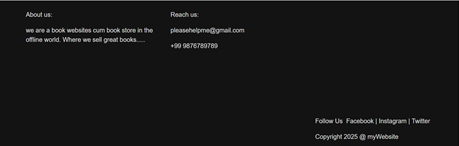 About us:
we are a book websites cum book store in the
offline world. Where we sell great books.....
Reach us:
pleasehelpme@gmail.com
+99 9876789789
Follow Us  Facebook | Instagram | Twitter
Copyright 2025 @ myWebsite